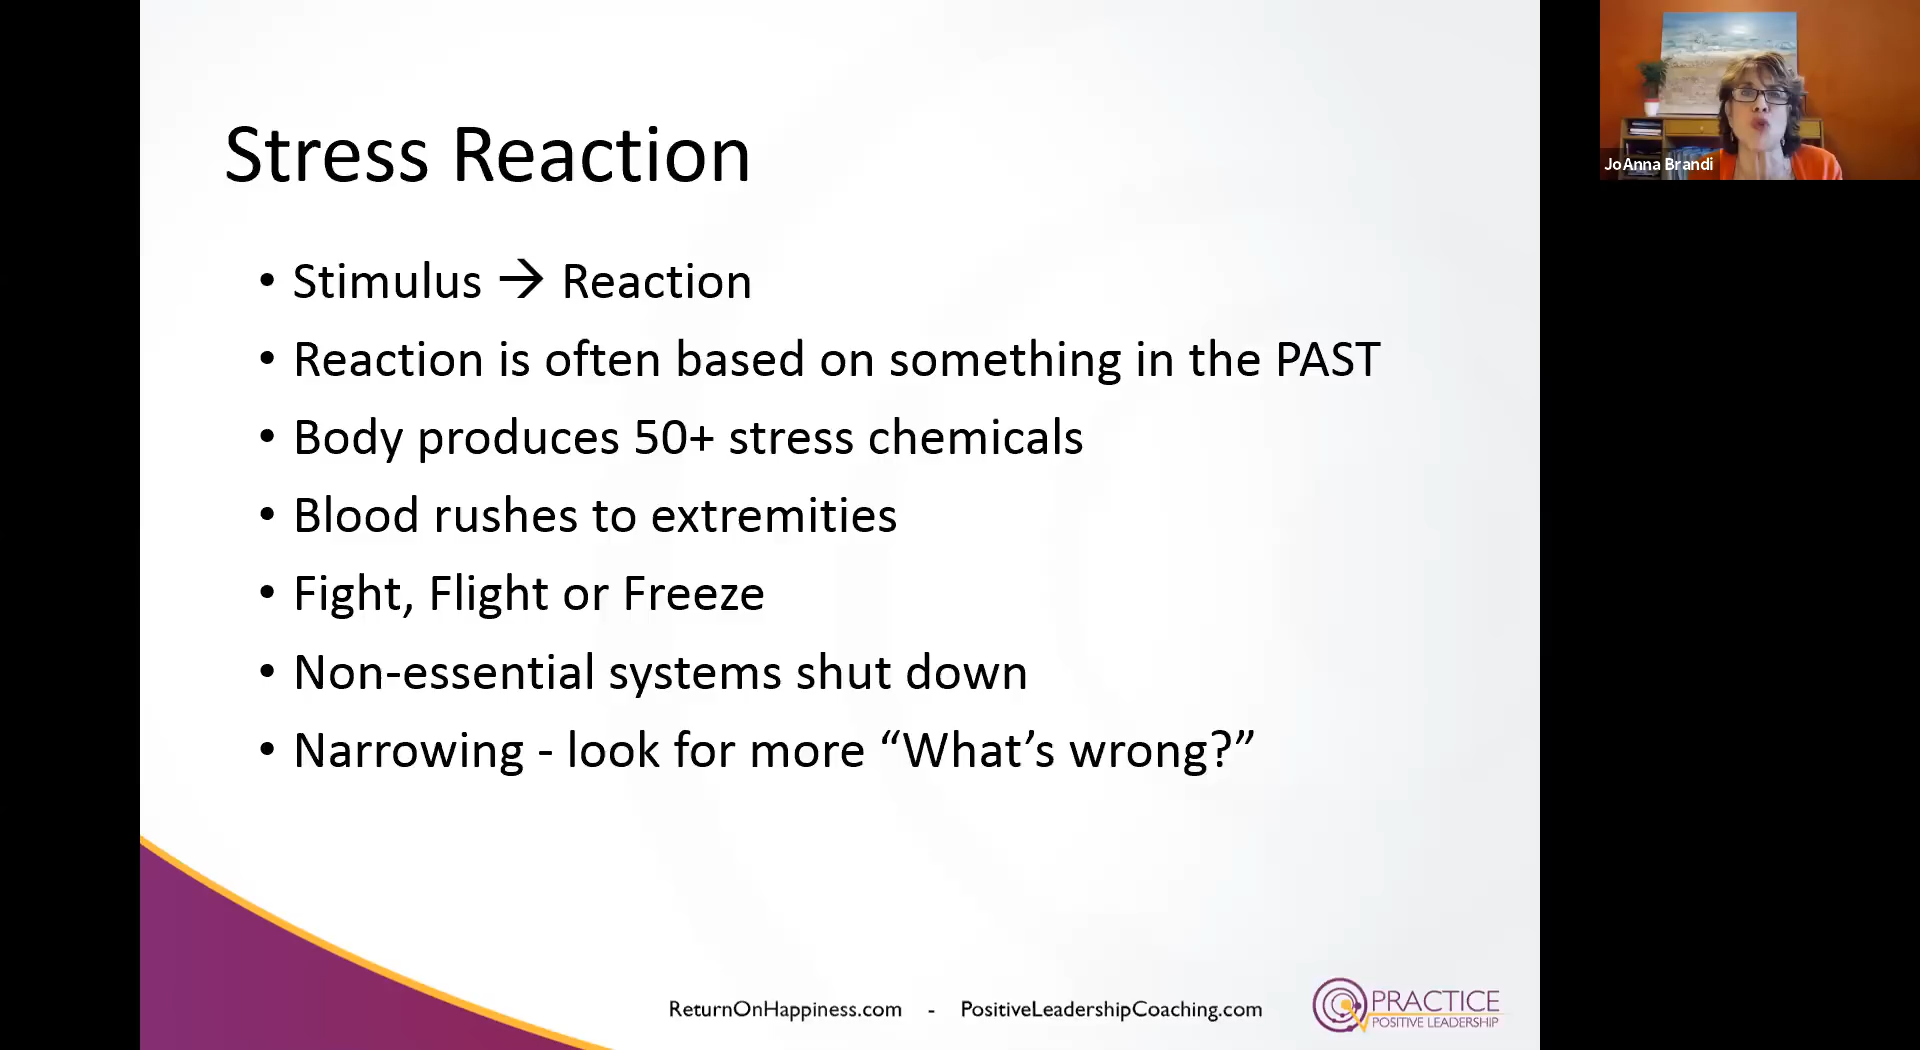 Stress Reaction
• Stimulus → Reaction
• Reaction is often based on something in the PAST
• Body produces 50+ stress chemicals
• Blood rushes to extremities
• Fight, Flight or Freeze
• Non-essential systems shut down
• Narrowing - look for more “What’s wrong?”
ReturnOnHappiness.com - PositiveLeadershipCoaching.com
PRACTICE
POSITIVE LEADERSHIP
JoAnna Brandi